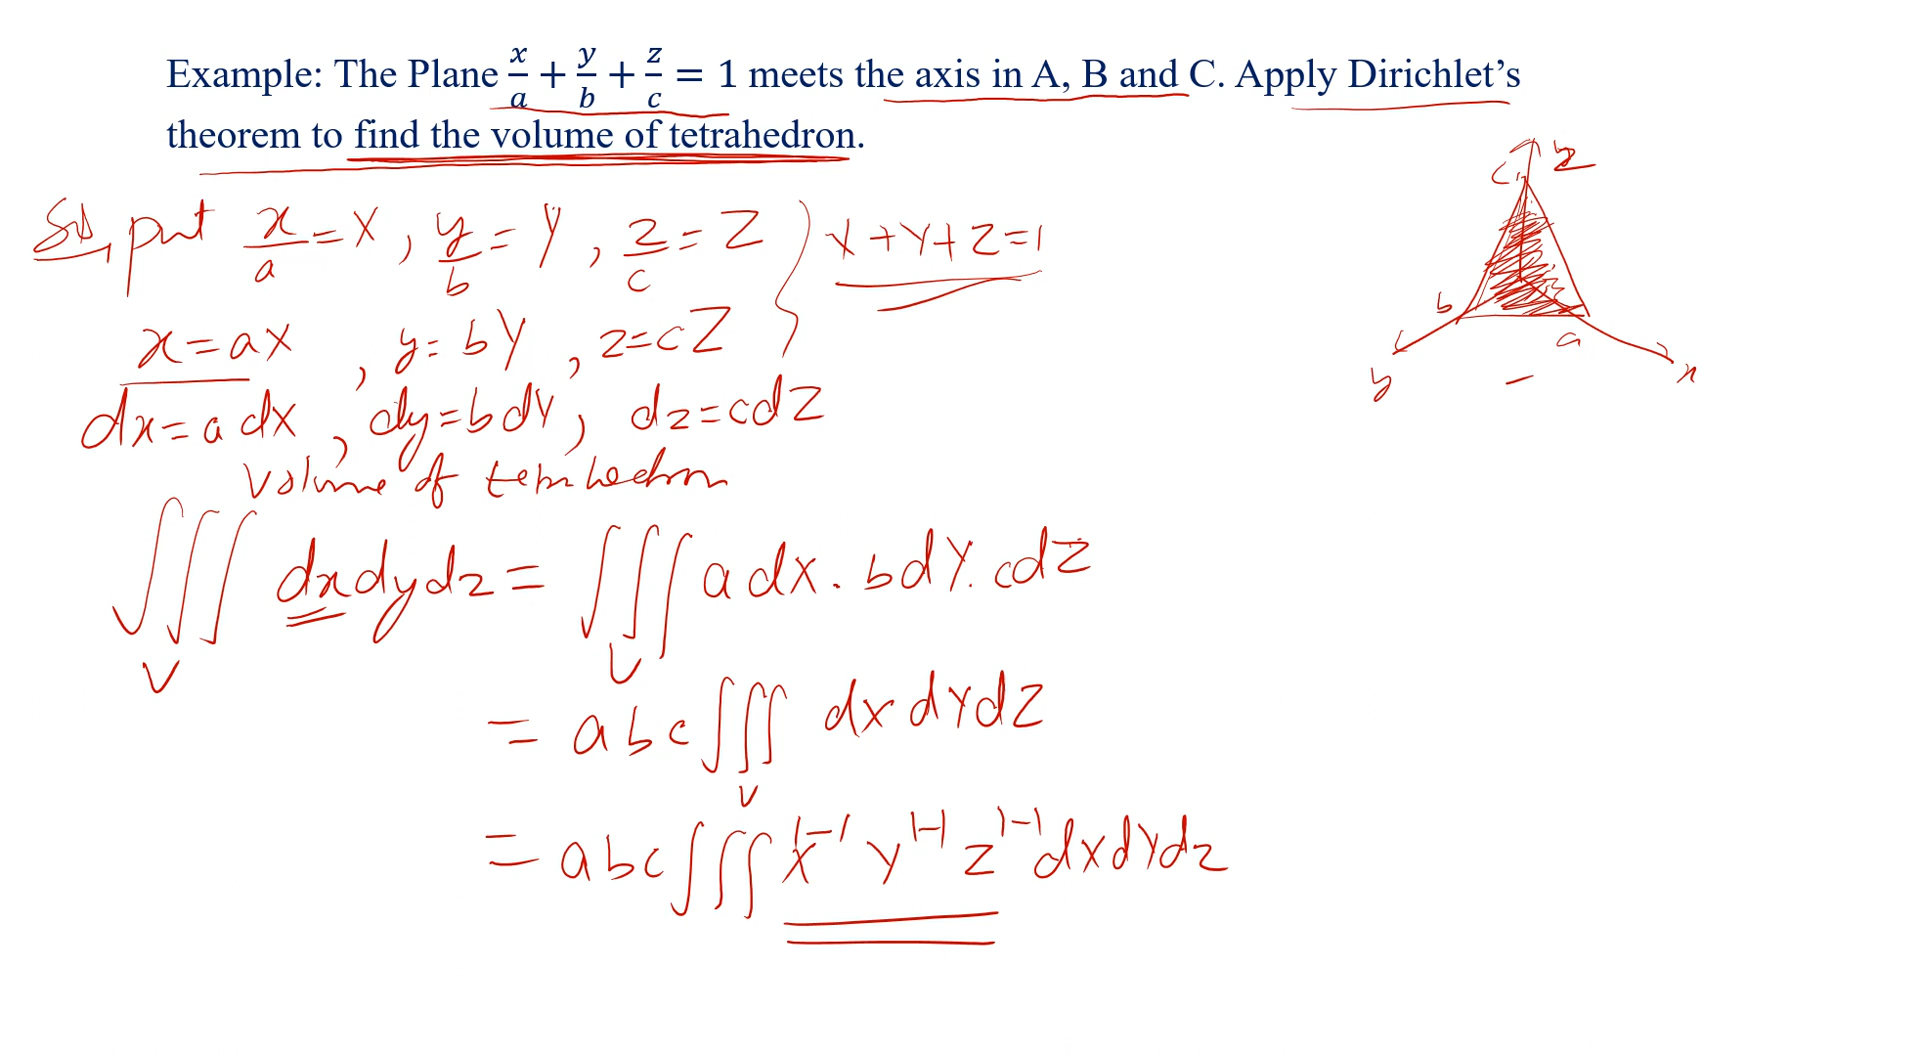 Example: The Plane x/a + y/b + z/c = 1 meets the axis in A, B and C. Apply Dirichlet's
theorem to find the volume of tetrahedron.
Sol, put x/a = X, y/b = Y, z/c = Z } X+Y+Z=1
x=aX, y=bY, z=cZ
dx=a dX, dy=b dY, dz=c dZ
Volume of tetrahedron
∭_V dx dy dz = ∭_V a dX . b dY . c dZ
= abc ∭_V dX dY dZ
= abc ∭ X^{1-1} Y^{1-1} Z^{1-1} dX dY dZ
z
c
b
a
y
x